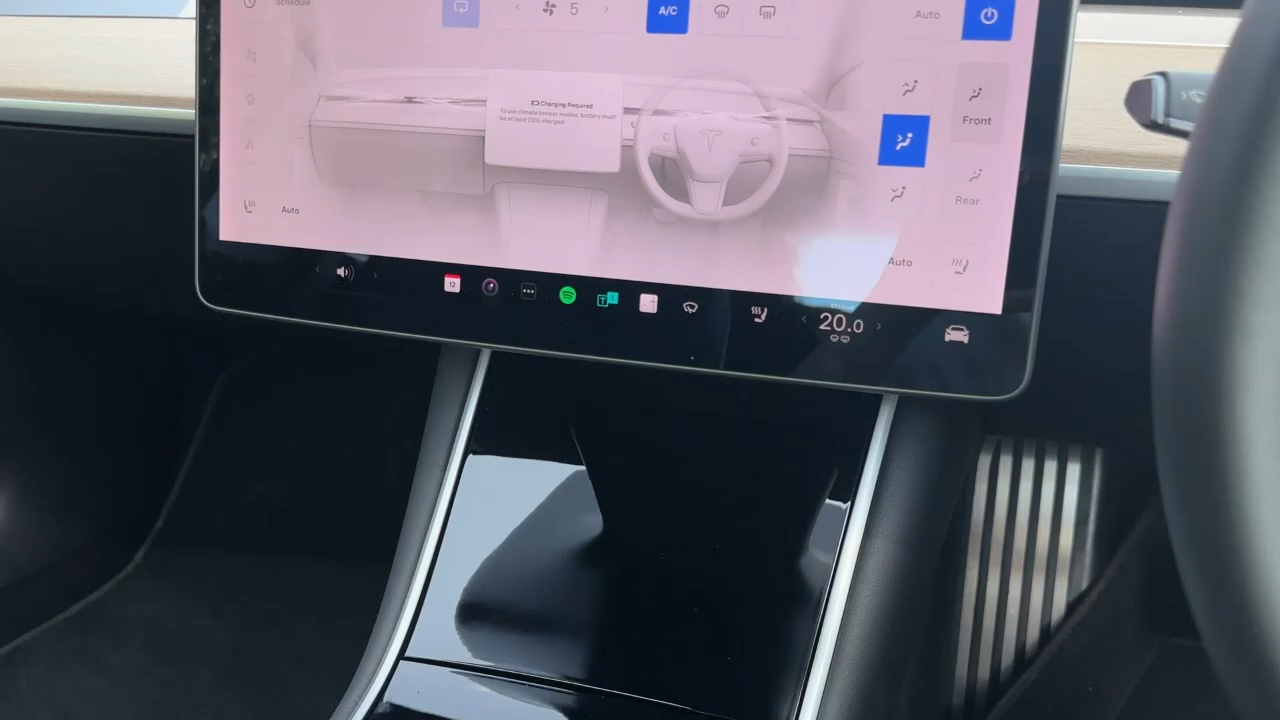 Schedule
5
A/C
Auto
Charging Required
To use climate keeper modes, battery must
be at least 20% charged
Front
Rear
Auto
Auto
12
T
20.0